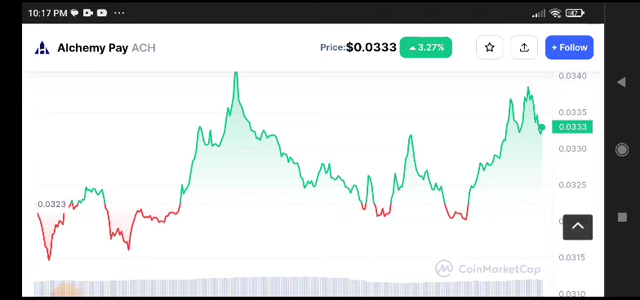 10:17 PM
47
Alchemy Pay ACH
Price:$0.0333 3.27%
+ Follow
0.0340
0.0335
0.0333
0.0330
0.0325
0.0323
0.0315
0.0310
CoinMarketCap